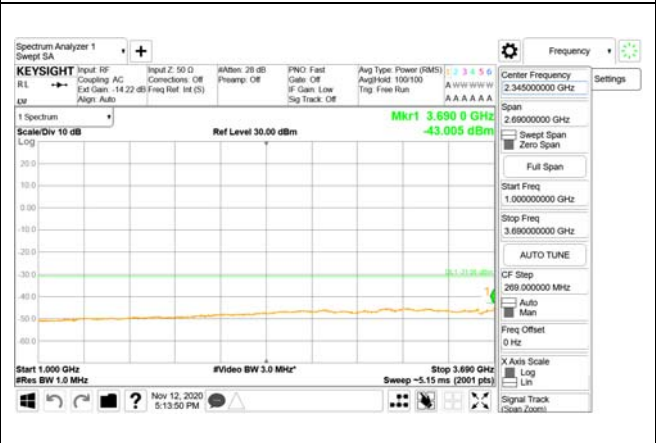 Spectrum Analyzer 1
Swept SA
Frequency
KEYSIGHT
Input: RF
Input Z: 50 Ω
#Atten: 28 dB
PNO: Fast
Avg Type: Power (RMS)
1 2 3 4 5 6
RL
Coupling: AC
Corrections: Off
Preamp: Off
Gate: Off
Avg|Hold: 100/100
A W W W W W
Ext Gain: -14.22 dB
Freq Ref: Int (S)
IF Gain: Low
Trig: Free Run
Align: Auto
Sig Track: Off
A A A A A A
LXI
1 Spectrum
Mkr1 3.690 0 GHz
Scale/Div 10 dB
Ref Level 30.00 dBm
-43.005 dBm
Log
20.0
10.0
0.00
-10.0
-20.0
-30.0
-40.0
-50.0
-60.0
1
Start 1.000 GHz
#Video BW 3.0 MHz*
Stop 3.690 GHz
#Res BW 1.0 MHz
Sweep ~5.15 ms (2001 pts)
Nov 12, 2020
5:13:50 PM
Center Frequency
2.345000000 GHz
Settings
Span
2.69000000 GHz
Swept Span
Zero Span
Full Span
Start Freq
1.000000000 GHz
Stop Freq
3.690000000 GHz
AUTO TUNE
CF Step
269.000000 MHz
Auto
Man
Freq Offset
0 Hz
X Axis Scale
Log
Lin
Signal Track
(Span Zoom)